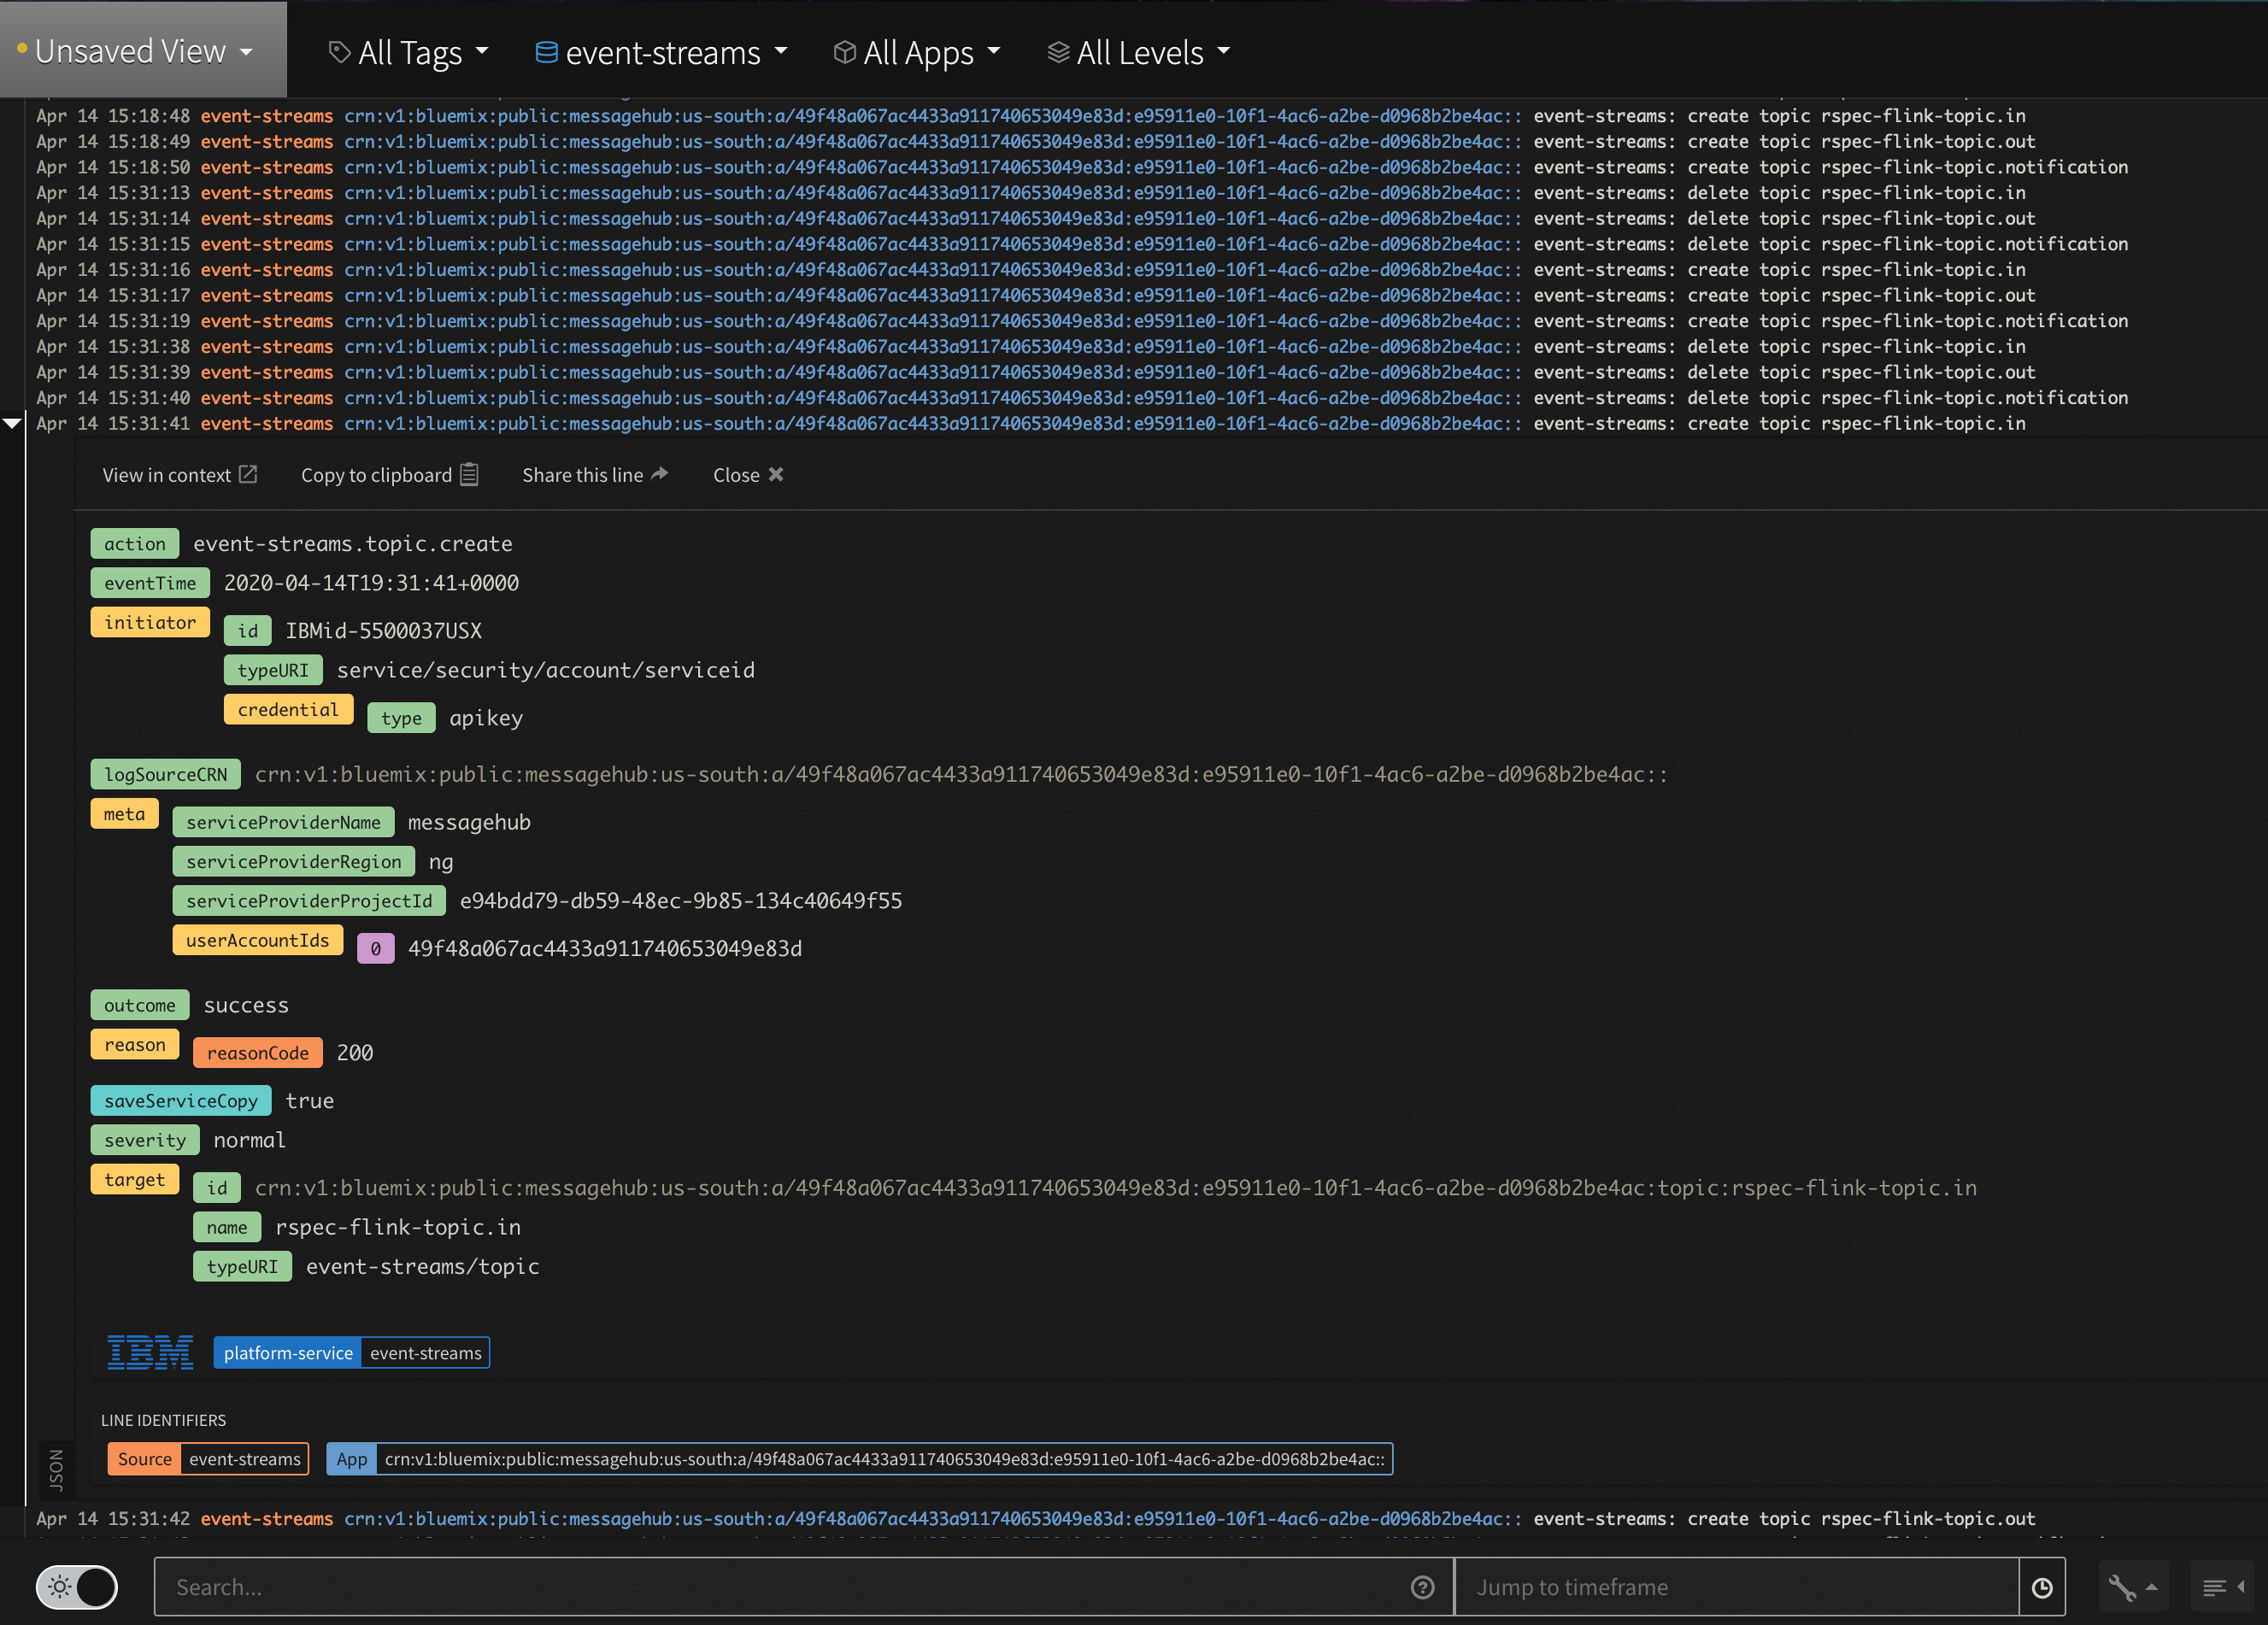 Unsaved View
All Tags
event-streams
All Apps
All Levels
Apr 14 15:18:48 event-streams crn:v1:bluemix:public:messagehub:us-south:a/49f48a067ac4433a911740653049e83d:e95911e0-10f1-4ac6-a2be-d0968b2be4ac:: event-streams: create topic rspec-flink-topic.in
Apr 14 15:18:49 event-streams crn:v1:bluemix:public:messagehub:us-south:a/49f48a067ac4433a911740653049e83d:e95911e0-10f1-4ac6-a2be-d0968b2be4ac:: event-streams: create topic rspec-flink-topic.out
Apr 14 15:18:50 event-streams crn:v1:bluemix:public:messagehub:us-south:a/49f48a067ac4433a911740653049e83d:e95911e0-10f1-4ac6-a2be-d0968b2be4ac:: event-streams: create topic rspec-flink-topic.notification
Apr 14 15:31:13 event-streams crn:v1:bluemix:public:messagehub:us-south:a/49f48a067ac4433a911740653049e83d:e95911e0-10f1-4ac6-a2be-d0968b2be4ac:: event-streams: delete topic rspec-flink-topic.in
Apr 14 15:31:14 event-streams crn:v1:bluemix:public:messagehub:us-south:a/49f48a067ac4433a911740653049e83d:e95911e0-10f1-4ac6-a2be-d0968b2be4ac:: event-streams: delete topic rspec-flink-topic.out
Apr 14 15:31:15 event-streams crn:v1:bluemix:public:messagehub:us-south:a/49f48a067ac4433a911740653049e83d:e95911e0-10f1-4ac6-a2be-d0968b2be4ac:: event-streams: delete topic rspec-flink-topic.notification
Apr 14 15:31:16 event-streams crn:v1:bluemix:public:messagehub:us-south:a/49f48a067ac4433a911740653049e83d:e95911e0-10f1-4ac6-a2be-d0968b2be4ac:: event-streams: create topic rspec-flink-topic.in
Apr 14 15:31:17 event-streams crn:v1:bluemix:public:messagehub:us-south:a/49f48a067ac4433a911740653049e83d:e95911e0-10f1-4ac6-a2be-d0968b2be4ac:: event-streams: create topic rspec-flink-topic.out
Apr 14 15:31:19 event-streams crn:v1:bluemix:public:messagehub:us-south:a/49f48a067ac4433a911740653049e83d:e95911e0-10f1-4ac6-a2be-d0968b2be4ac:: event-streams: create topic rspec-flink-topic.notification
Apr 14 15:31:38 event-streams crn:v1:bluemix:public:messagehub:us-south:a/49f48a067ac4433a911740653049e83d:e95911e0-10f1-4ac6-a2be-d0968b2be4ac:: event-streams: delete topic rspec-flink-topic.in
Apr 14 15:31:39 event-streams crn:v1:bluemix:public:messagehub:us-south:a/49f48a067ac4433a911740653049e83d:e95911e0-10f1-4ac6-a2be-d0968b2be4ac:: event-streams: delete topic rspec-flink-topic.out
Apr 14 15:31:40 event-streams crn:v1:bluemix:public:messagehub:us-south:a/49f48a067ac4433a911740653049e83d:e95911e0-10f1-4ac6-a2be-d0968b2be4ac:: event-streams: delete topic rspec-flink-topic.notification
Apr 14 15:31:41 event-streams crn:v1:bluemix:public:messagehub:us-south:a/49f48a067ac4433a911740653049e83d:e95911e0-10f1-4ac6-a2be-d0968b2be4ac:: event-streams: create topic rspec-flink-topic.in
View in context
Copy to clipboard
Share this line
Close
action event-streams.topic.create
eventTime 2020-04-14T19:31:41+0000
initiator
id IBMid-5500037USX
typeURI service/security/account/serviceid
credential
type apikey
logSourceCRN crn:v1:bluemix:public:messagehub:us-south:a/49f48a067ac4433a911740653049e83d:e95911e0-10f1-4ac6-a2be-d0968b2be4ac::
meta
serviceProviderName messagehub
serviceProviderRegion ng
serviceProviderProjectId e94bdd79-db59-48ec-9b85-134c40649f55
userAccountIds
0 49f48a067ac4433a911740653049e83d
outcome success
reason
reasonCode 200
saveServiceCopy true
severity normal
target
id crn:v1:bluemix:public:messagehub:us-south:a/49f48a067ac4433a911740653049e83d:e95911e0-10f1-4ac6-a2be-d0968b2be4ac:topic:rspec-flink-topic.in
name rspec-flink-topic.in
typeURI event-streams/topic
IBM platform-service event-streams
LINE IDENTIFIERS
Source event-streams App crn:v1:bluemix:public:messagehub:us-south:a/49f48a067ac4433a911740653049e83d:e95911e0-10f1-4ac6-a2be-d0968b2be4ac::
JSON
Apr 14 15:31:42 event-streams crn:v1:bluemix:public:messagehub:us-south:a/49f48a067ac4433a911740653049e83d:e95911e0-10f1-4ac6-a2be-d0968b2be4ac:: event-streams: create topic rspec-flink-topic.out
Search...
Jump to timeframe